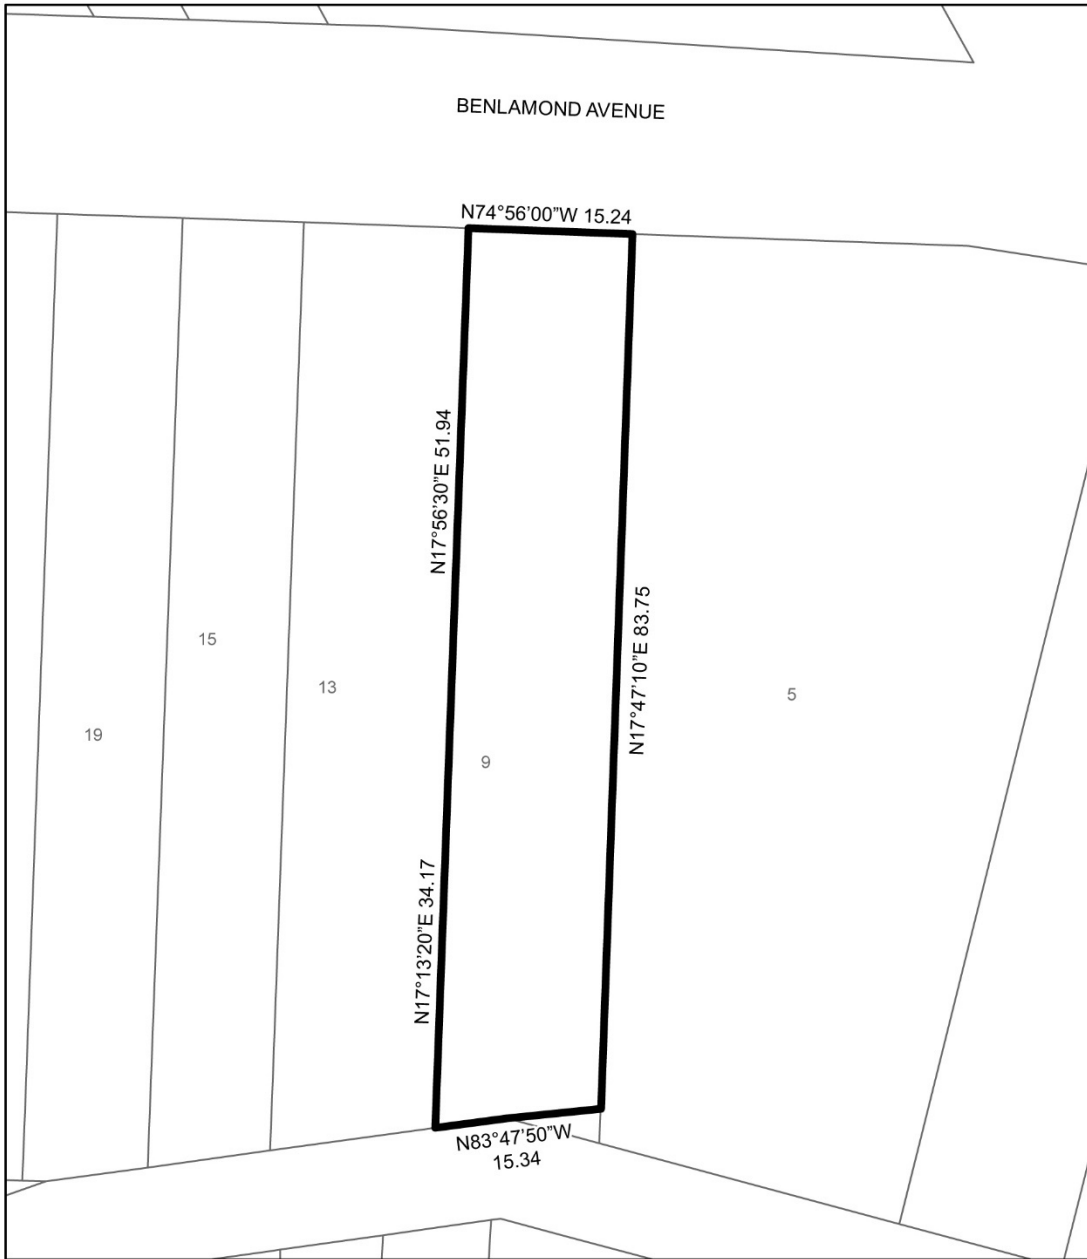 BENLAMOND AVENUE
N74°56’00”W 15.24
N17°56’30”E 51.94
N17°47’10”E 83.75
15
13
5
19
9
N17°13’20”E 34.17
N83°47’50”W
15.34